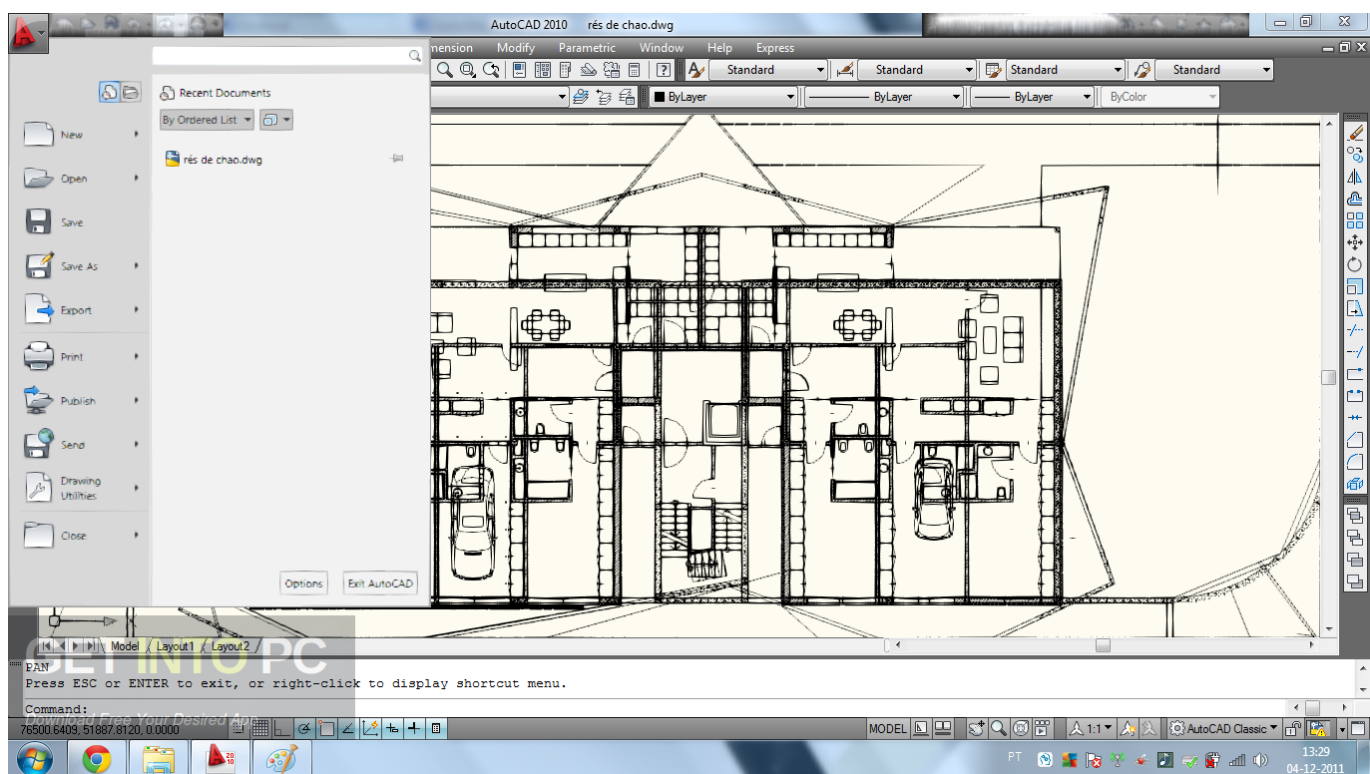 AutoCAD 2010 rés de chao.dwg
Modify Parametric Window Help Express
Standard Standard Standard Standard
Recent Documents
By Ordered List
ByLayer ByLayer ByLayer ByColor
New
rés de chao.dwg
Open
Save
Save As
Export
Print
Publish
Send
Drawing
Utilities
Close
Options Exit AutoCAD
Model Layout1 Layout2
GET INTO PC
PAN
Press ESC or ENTER to exit, or right-click to display shortcut menu.
Command:
Download Free Your Desired App
76500.6409, 51887.8120, 0.0000 MODEL 1:1 AutoCAD Classic
PT 13:29
04-12-2011